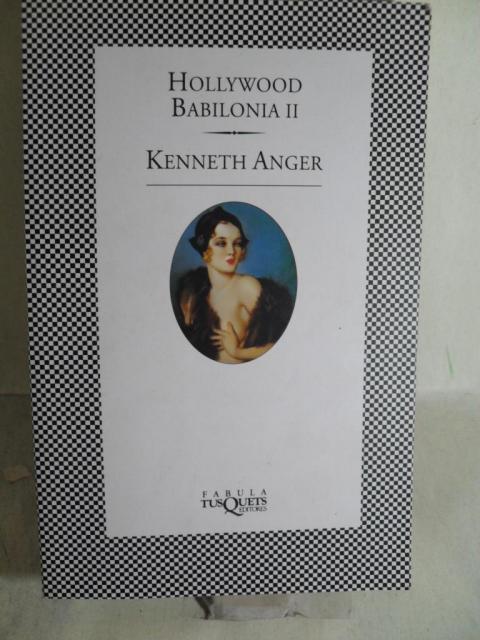 HOLLYWOOD
BABILONIA II
KENNETH ANGER
FABULA
TUSQUETS
EDITORES